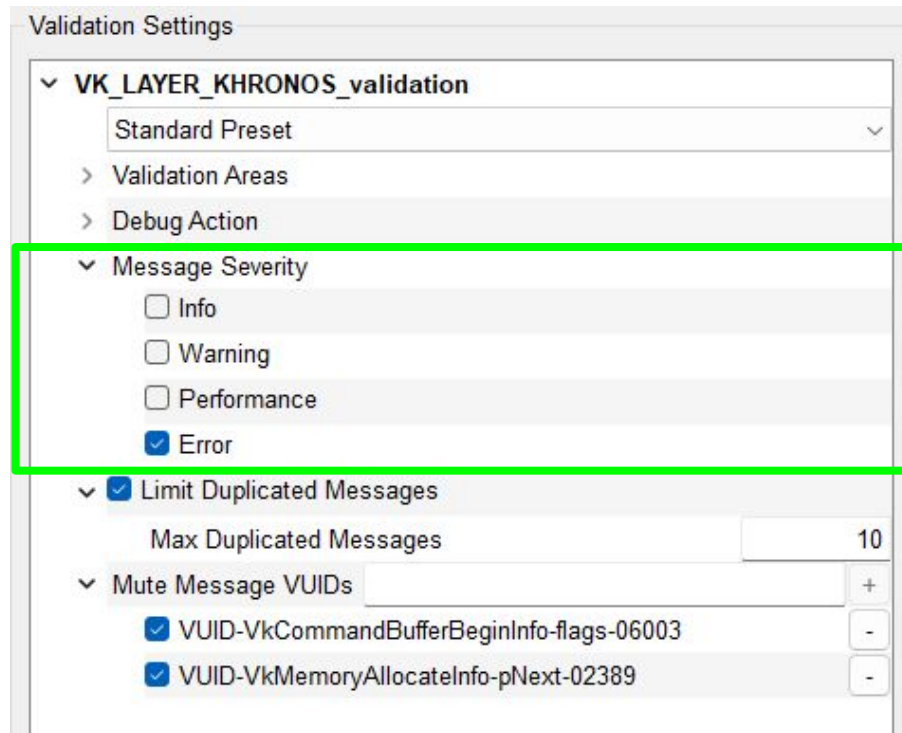 Validation Settings
VK_LAYER_KHRONOS_validation
Standard Preset
Validation Areas
Debug Action
Message Severity
Info
Warning
Performance
Error
Limit Duplicated Messages
Max Duplicated Messages 10
Mute Message VUIDs +
VUID-VkCommandBufferBeginInfo-flags-06003 -
VUID-VkMemoryAllocateInfo-pNext-02389 -